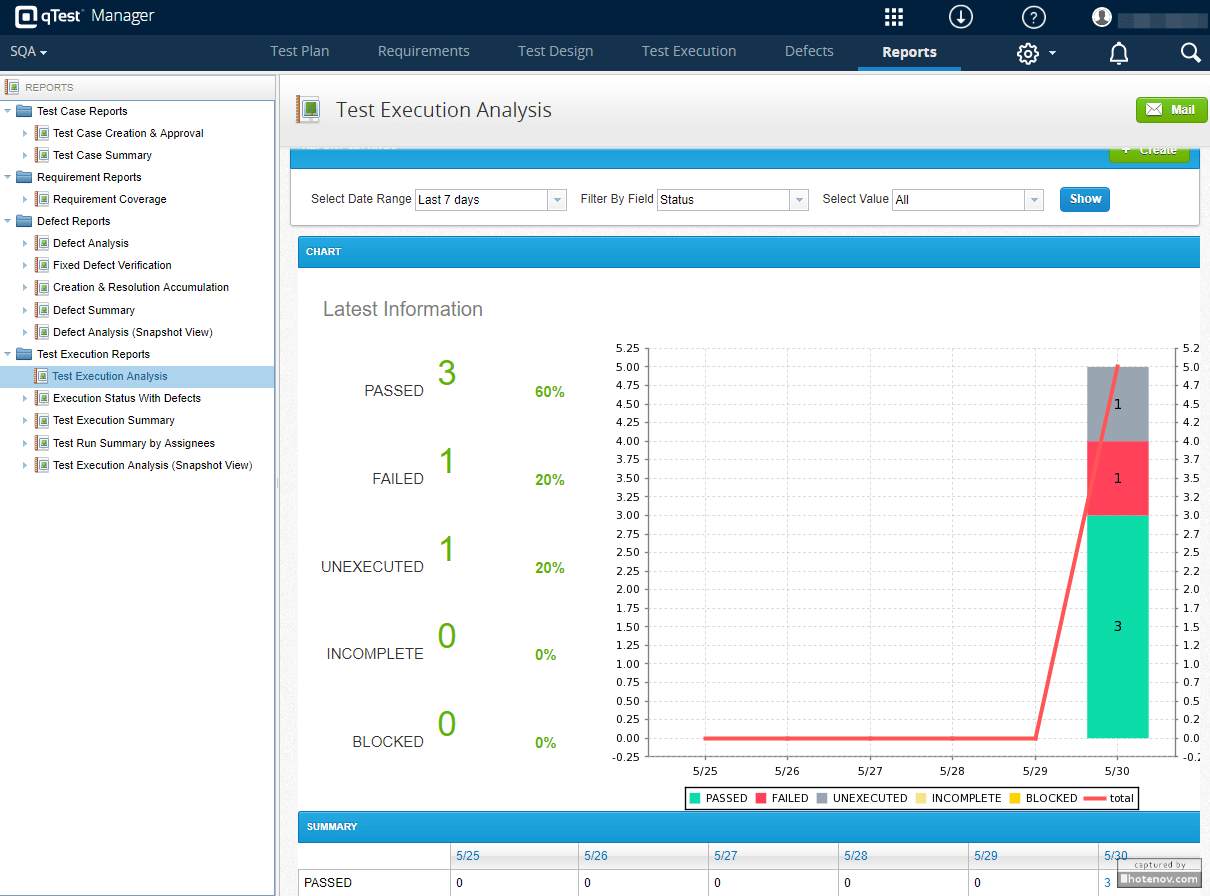 qTest Manager
SQA
Test Plan
Requirements
Test Design
Test Execution
Defects
Reports
REPORTS
Test Case Reports
Test Case Creation & Approval
Test Case Summary
Requirement Reports
Requirement Coverage
Defect Reports
Defect Analysis
Fixed Defect Verification
Creation & Resolution Accumulation
Defect Summary
Defect Analysis (Snapshot View)
Test Execution Reports
Test Execution Analysis
Execution Status With Defects
Test Execution Summary
Test Run Summary by Assignees
Test Execution Analysis (Snapshot View)
Test Execution Analysis
Mail
+ Create
Select Date Range Last 7 days Filter By Field Status Select Value All Show
CHART
Latest Information
PASSED 3 60%
FAILED 1 20%
UNEXECUTED 1 20%
INCOMPLETE 0 0%
BLOCKED 0 0%
5.25
5.00
4.75
4.50
4.25
4.00
3.75
3.50
3.25
3.00
2.75
2.50
2.25
2.00
1.75
1.50
1.25
1.00
0.75
0.50
0.25
0.00
-0.25
1
1
3
5.2
5.0
4.7
4.5
4.2
4.0
3.7
3.5
3.2
3.0
2.7
2.5
2.2
2.0
1.7
1.5
1.2
1.0
0.7
0.5
0.2
0.0
-0.2
5/25 5/26 5/27 5/28 5/29 5/30
PASSED FAILED UNEXECUTED INCOMPLETE BLOCKED total
SUMMARY
5/25 5/26 5/27 5/28 5/29 5/30
PASSED 0 0 0 0 0 3
captured by
hotenov.com